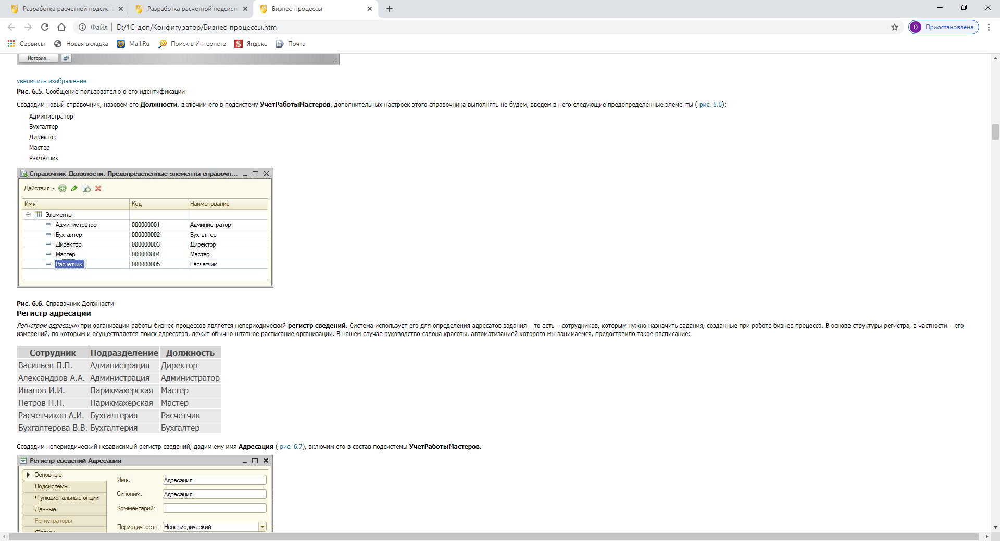 Разработка расчетной подсисте
Разработка расчетной подсисте
Бизнес-процессы
Файл
D:/1С-доп/Конфигуратор/Бизнес-процессы.htm
О
Приостановлена
Сервисы
Новая вкладка
Mail.Ru
Поиск в Интернете
Яндекс
Почта
История...
увеличить изображение
Рис. 6.5. Сообщение пользователю о его идентификации
Создадим новый справочник, назовем его Должности, включим его в подсистему УчетРаботыМастеров, дополнительных настроек этого справочника выполнять не будем, введем в него следующие предопределенные элементы ( рис. 6.6):
Администратор
Бухгалтер
Директор
Мастер
Расчетчик
Справочник Должности: Предопределенные элементы справочн...
Действия
Имя Код Наименование
Элементы
Администратор 000000001 Администратор
Бухгалтер 000000002 Бухгалтер
Директор 000000003 Директор
Мастер 000000004 Мастер
Расчетчик 000000005 Расчетчик
Рис. 6.6. Справочник Должности
Регистр адресации
Регистром адресации при организации работы бизнес-процессов является непериодический регистр сведений. Система использует его для определения адресатов задания – то есть – сотрудников, которым нужно назначить задания, созданные при работе бизнес-процесса. В основе структуры регистра, в частности – его
измерений, по которым и осуществляется поиск адресатов, лежит обычно штатное расписание организации. В нашем случае руководство салона красоты, автоматизацией которого мы занимаемся, предоставило такое расписание:
Сотрудник Подразделение Должность
Васильев П.П. Администрация Директор
Александров А.А. Администрация Администратор
Иванов И.И. Парикмахерская Мастер
Петров П.П. Парикмахерская Мастер
Расчетчиков А.И. Бухгалтерия Расчетчик
Бухгалтерова В.В. Бухгалтерия Бухгалтер
Создадим непериодический независимый регистр сведений, дадим ему имя Адресация ( рис. 6.7), включим его в состав подсистемы УчетРаботыМастеров.
Регистр сведений Адресация
Основные
Подсистемы
Функциональные опции
Данные
Регистраторы
Формы
Имя: Адресация
Синоним: Адресация
Комментарий:
Периодичность: Непериодический